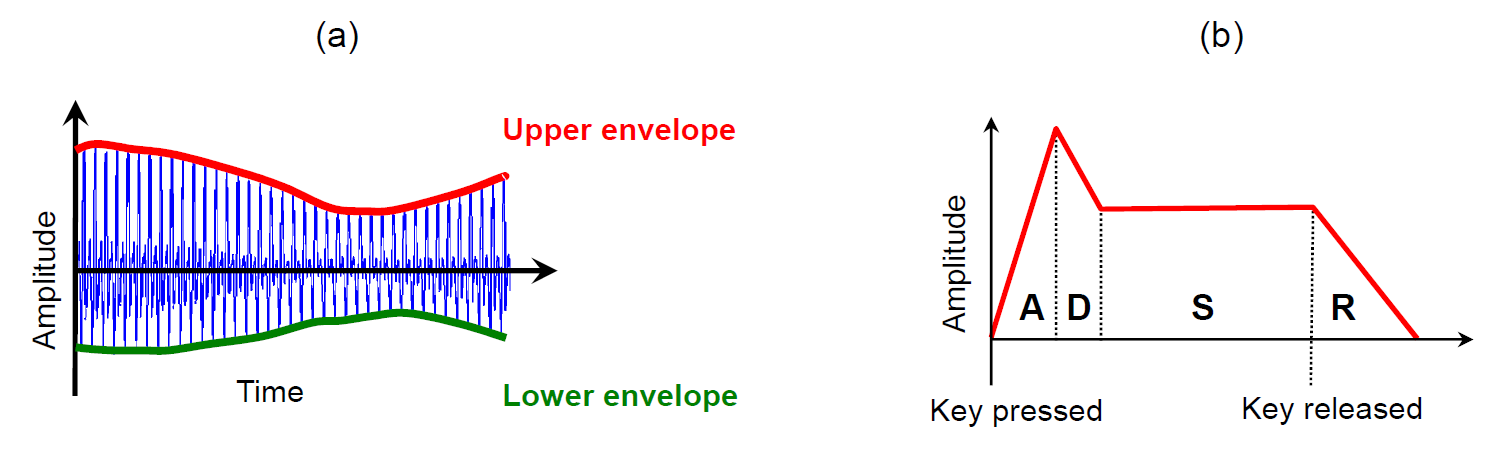 (a)
Amplitude
Upper envelope
Time
Lower envelope
(b)
Amplitude
A D S R
Key pressed
Key released